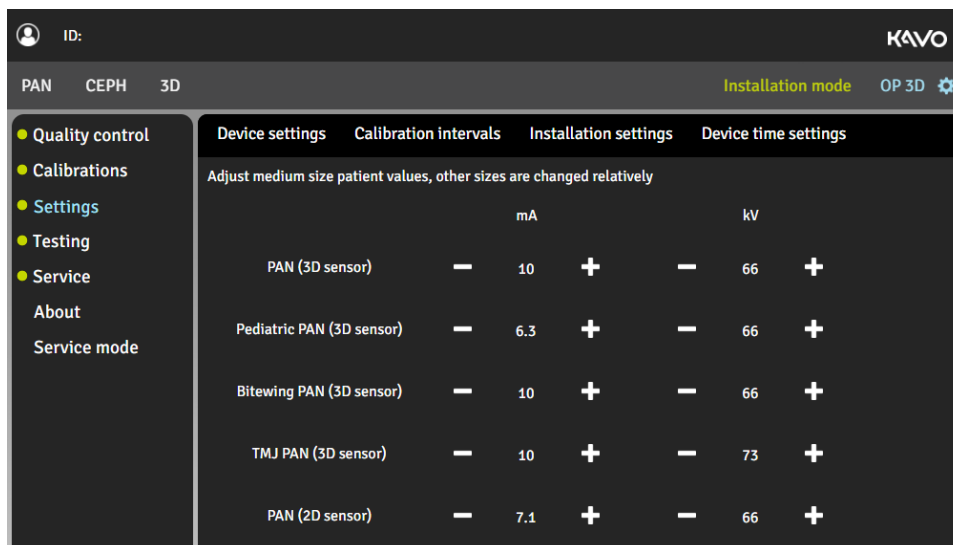 ID:
KAVO
PAN CEPH 3D Installation mode OP 3D
Quality control
Calibrations
Settings
Testing
Service
About
Service mode
Device settings Calibration intervals Installation settings Device time settings
Adjust medium size patient values, other sizes are changed relatively
mA kV
PAN (3D sensor) − 10 + − 66 +
Pediatric PAN (3D sensor) − 6.3 + − 66 +
Bitewing PAN (3D sensor) − 10 + − 66 +
TMJ PAN (3D sensor) − 10 + − 73 +
PAN (2D sensor) − 7.1 + − 66 +